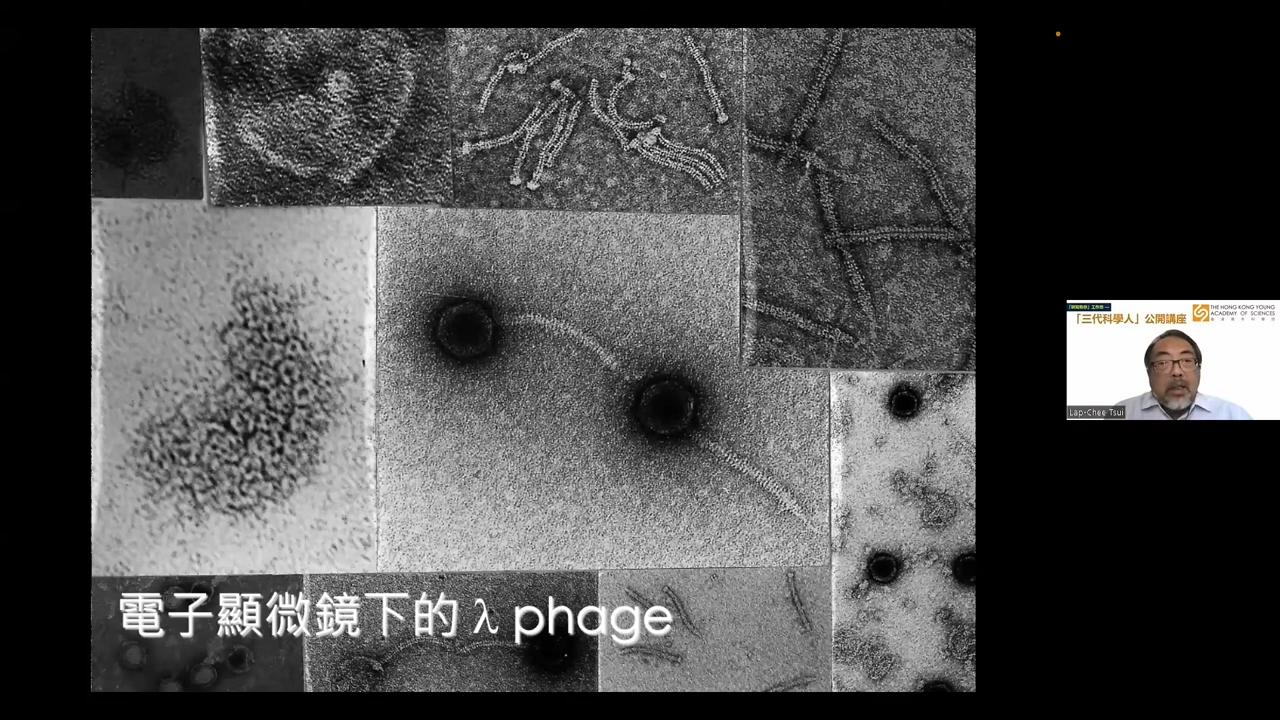 電子顯微鏡下的 λ phage
「三代科學人」公開講座
THE HONG KONG YOUNG
ACADEMY OF SCIENCES
Lap-Chee Tsui